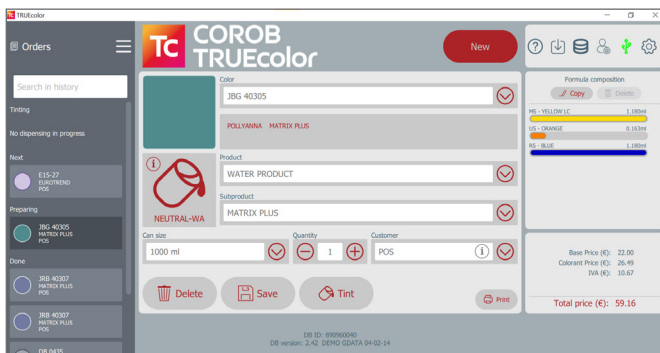 TC TRUEcolor
Orders
Search in history
Tinting
No dispensing in progress
Next
E15-27
EUROTREND
POS
Preparing
JBG 40305
MATRIX PLUS
POS
Done
JRB 40307
MATRIX PLUS
POS
JRB 40307
MATRIX PLUS
POS
DB 0435
Tc COROB
TRUEcolor
New
Color
JBG 40305
POLLYANNA MATRIX PLUS
Product
WATER PRODUCT
NEUTRAL-WA
Subproduct
MATRIX PLUS
Can size
Quantity
Customer
1000 ml
1
POS
Delete
Save
Tint
Print
DB ID: 890960040
DB version: 2.42 DEMO GDATA 04-02-14
Formula composition
Copy
Delete
MS - YELLOW LC 1.180ml
US - ORANGE 0.163ml
RS - BLUE 1.180ml
Base Price (€): 22.00
Colorant Price (€): 26.49
IVA (€): 10.67
Total price (€): 59.16